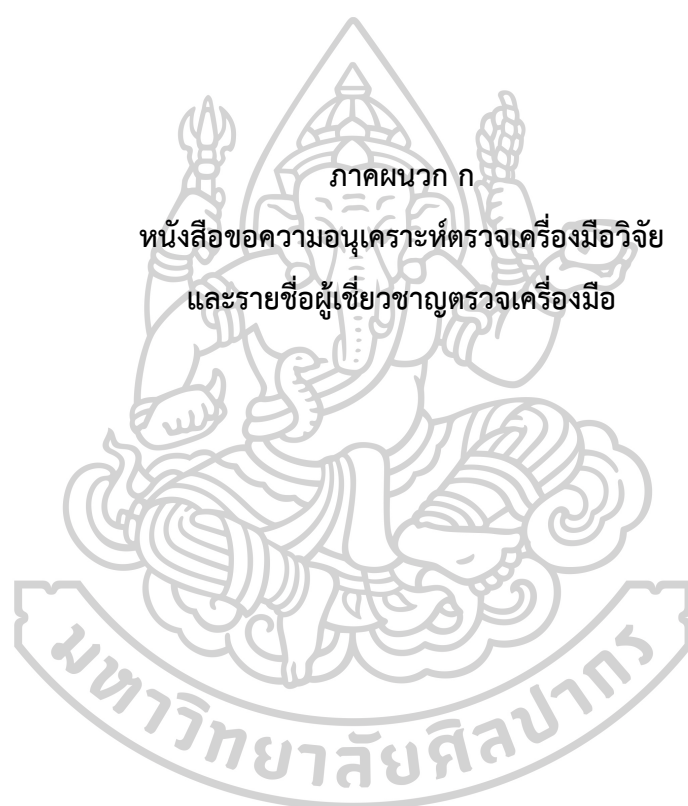 ภาคผนวก ก
หนังสือขอความอนุเคราะห์ตรวจเครื่องมือวิจัย
และรายชื่อผู้เชี่ยวชาญตรวจเครื่องมือ
มหาวิทยาลัยศิลปากร